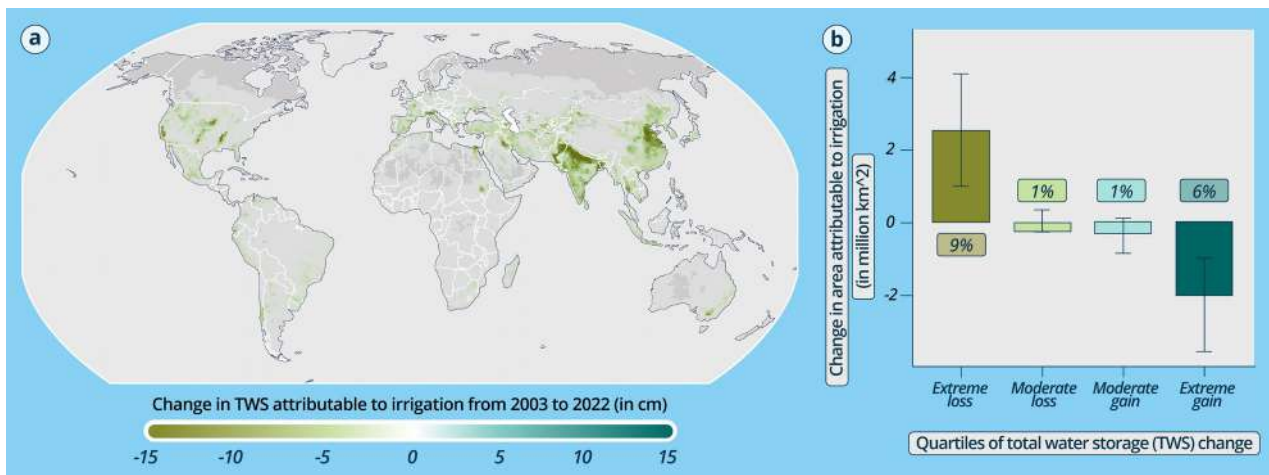 a
Change in TWS attributable to irrigation from 2003 to 2022 (in cm)
-15 -10 -5 0 5 10 15
b
Change in area attributable to irrigation
(in million km^2)
4
2
0
-2
1% 1% 6%
9%
Extreme loss
Moderate loss
Moderate gain
Extreme gain
Quartiles of total water storage (TWS) change